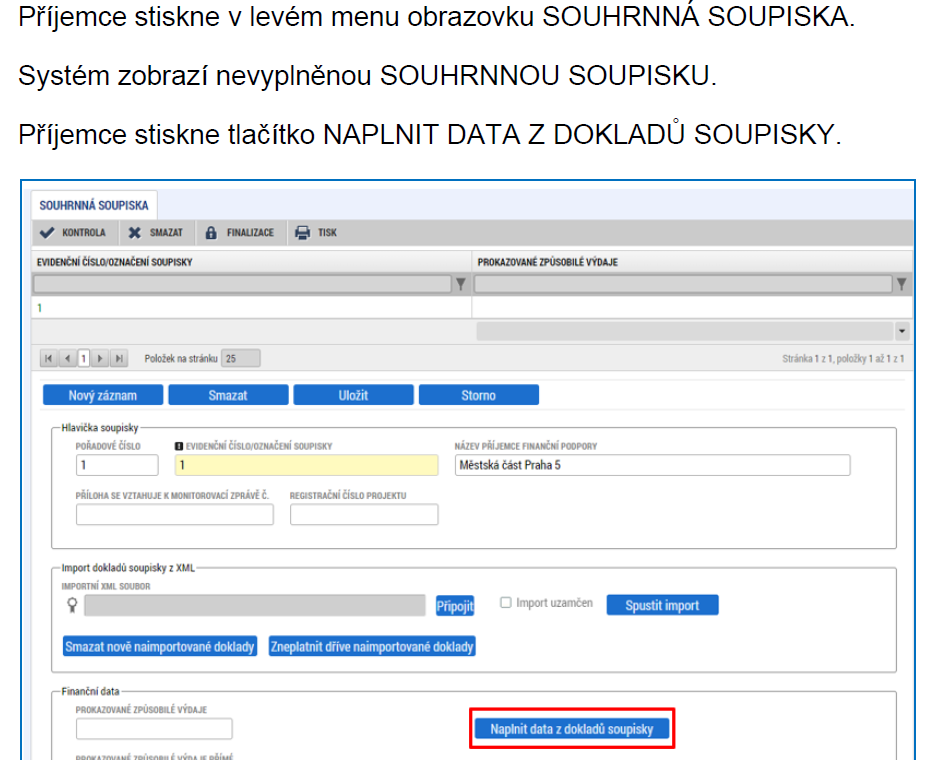 Příjemce stiskne v levém menu obrazovku SOUHRNNÁ SOUPISKA.
Systém zobrazí nevyplněnou SOUHRNNOU SOUPISKU.
Příjemce stiskne tlačítko NAPLNIT DATA Z DOKLADŮ SOUPISKY.
SOUHRNNÁ SOUPISKA
KONTROLA SMAZAT FINALIZACE TISK
EVIDENČNÍ ČÍSLO/OZNAČENÍ SOUPISKY PROKAZOVANÉ ZPŮSOBILÉ VÝDAJE
1
1 Položek na stránku 25 Stránka 1 z 1, položky 1 až 1 z 1
Nový záznam Smazat Uložit Storno
Hlavička soupisky
POŘADOVÉ ČÍSLO EVIDENČNÍ ČÍSLO/OZNAČENÍ SOUPISKY NÁZEV PŘÍJEMCE FINANČNÍ PODPORY
1 1 Městská část Praha 5
PŘÍLOHA SE VZTAHUJE K MONITOROVACÍ ZPRÁVĚ Č. REGISTRAČNÍ ČÍSLO PROJEKTU
Import dokladů soupisky z XML
IMPORTNÍ XML SOUBOR
Připojit Import uzamčen Spustit import
Smazat nově naimportované doklady Zneplatnit dříve naimportované doklady
Finanční data
PROKAZOVANÉ ZPŮSOBILÉ VÝDAJE
Naplnit data z dokladů soupisky
PROKAZOVANÉ ZPŮSOBILÉ VÝDAJE PŘÍMÉ